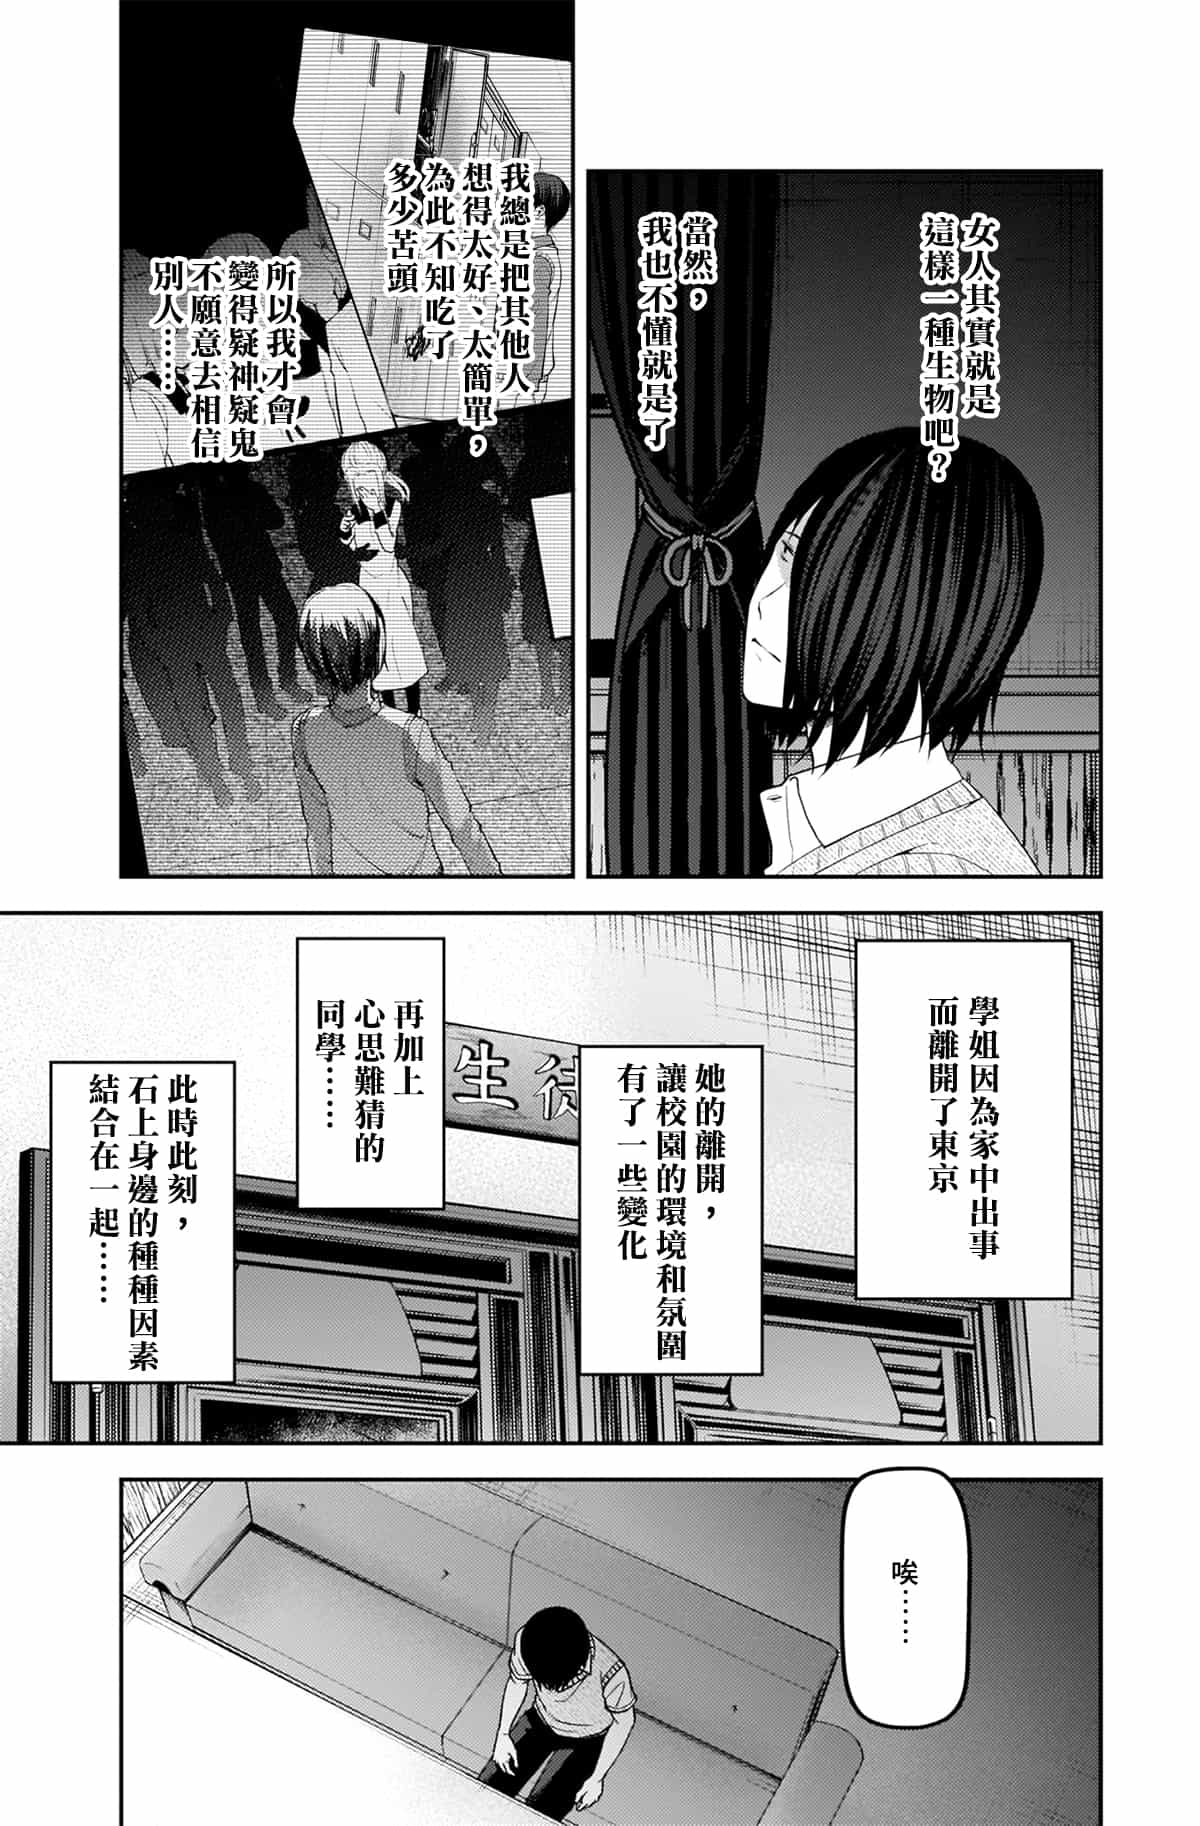 女人其實就是
這樣一種生物吧？
當然，
我也不懂就是了
我總是把其他人
想得太好、太簡單，
為此不知吃了
多少苦頭
所以我才會
變得疑神疑鬼
不願意去相信
別人……
學姐因為家中出事
而離開了東京
她的離開，
讓校園的環境和氛圍
有了一些變化
再加上
心思難猜的
同學……
此時此刻，
石上身邊的種種因素
結合在一起……
生徒
唉……